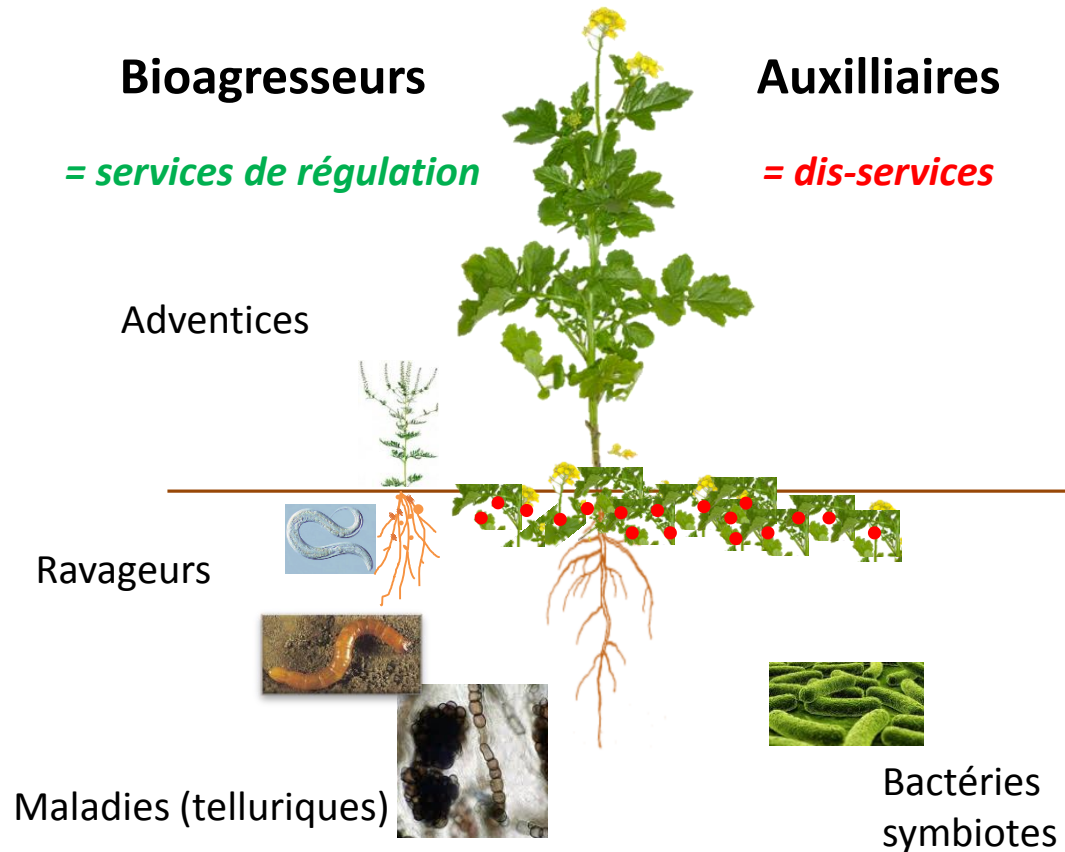 Bioagresseurs
Auxilliaires
= services de régulation
= dis-services
Adventices
Ravageurs
Maladies (telluriques)
Bactéries
symbiotes